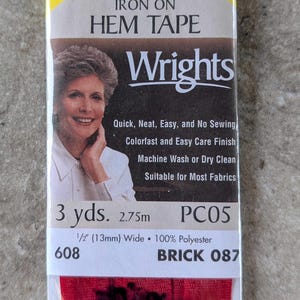 IRON ON
HEM TAPE
Wrights
Quick, Neat, Easy, and No Sewing
Colorfast and Easy Care Finish
Machine Wash or Dry Clean
Suitable for Most Fabrics
3 yds. 2.75m PC05
½" (13mm) Wide • 100% Polyester
608 BRICK 087